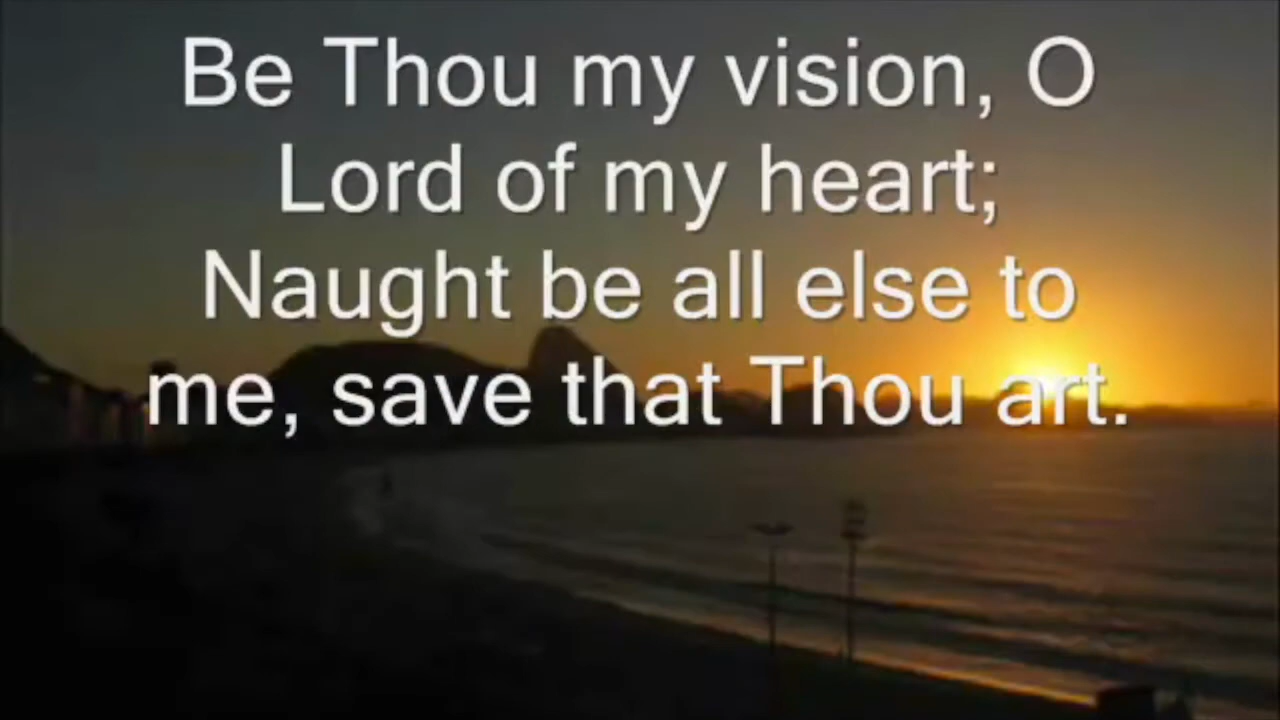 Be Thou my vision, O
Lord of my heart;
Naught be all else to
me, save that Thou art.